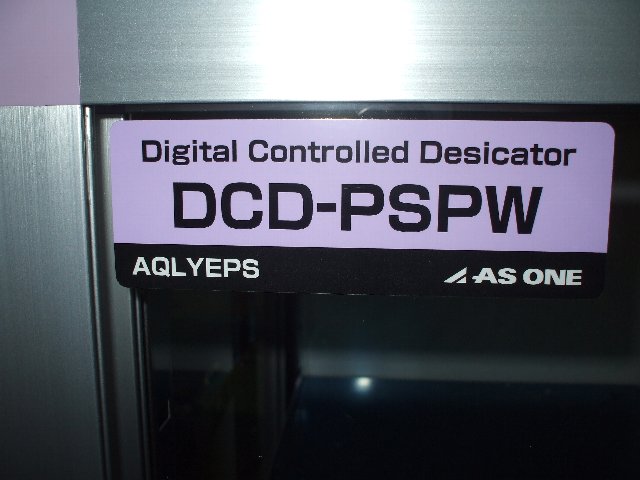 Digital Controlled Desicator
DCD-PSPW
AQLYEPS
AS ONE